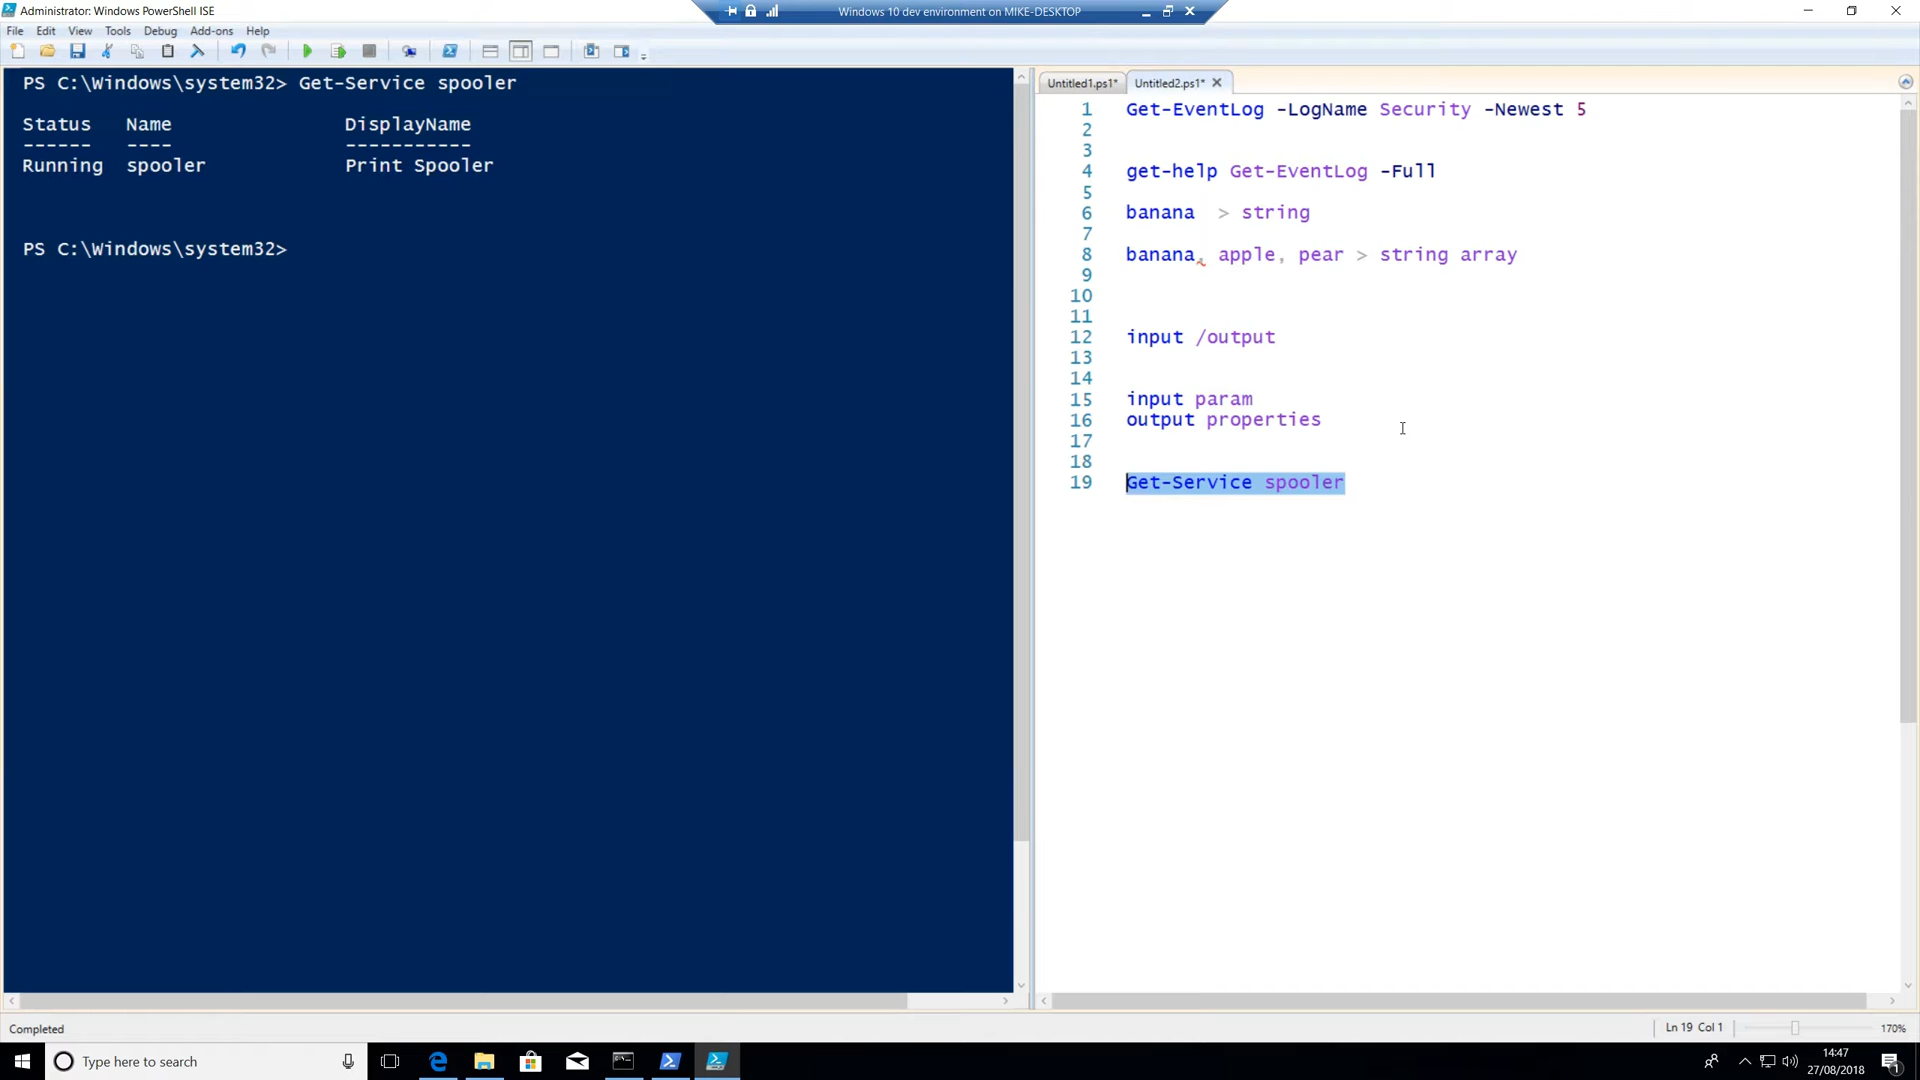 Administrator: Windows PowerShell ISE
Windows 10 dev environment on MIKE-DESKTOP
File Edit View Tools Debug Add-ons Help
PS C:\Windows\system32> Get-Service spooler
Status Name DisplayName
------ ---- -----------
Running spooler Print Spooler
PS C:\Windows\system32>
Untitled1.ps1* Untitled2.ps1*
1 Get-EventLog -LogName Security -Newest 5
2
3
4 get-help Get-EventLog -Full
5
6 banana > string
7
8 banana, apple, pear > string array
9
10
11
12 input /output
13
14
15 input param
16 output properties
17
18
19 Get-Service spooler
Completed
Ln 19 Col 1
170%
Type here to search
14:47
27/08/2018
1